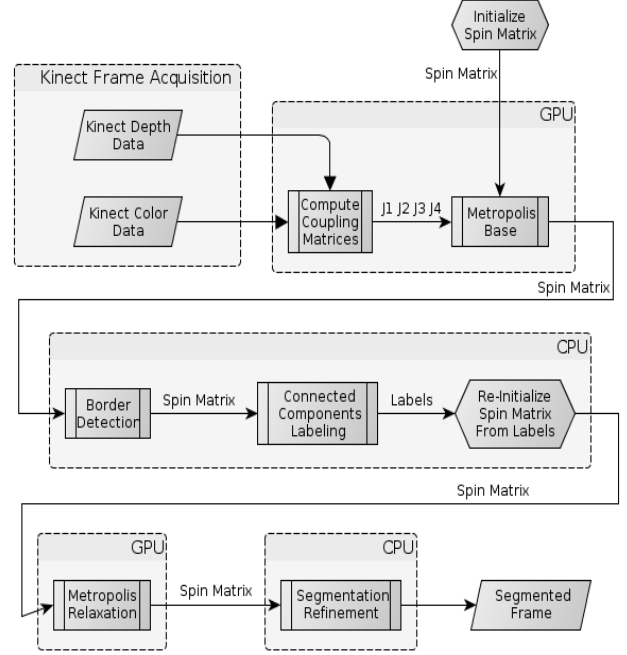 Initialize
Spin Matrix
Spin Matrix
Kinect Frame Acquisition
GPU
Kinect Depth
Data
Kinect Color
Data
Compute
Coupling
Matrices
J1 J2 J3 J4
Metropolis
Base
Spin Matrix
CPU
Border
Detection
Spin Matrix
Connected
Components
Labeling
Labels
Re-Initialize
Spin Matrix
From Labels
Spin Matrix
GPU
Metropolis
Relaxation
Spin Matrix
CPU
Segmentation
Refinement
Segmented
Frame